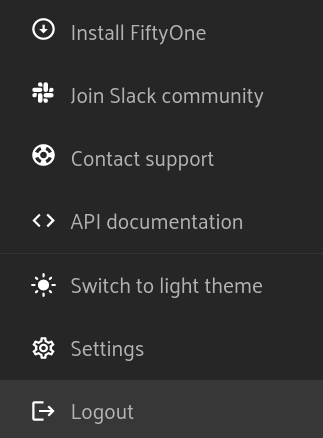 Install FiftyOne
Join Slack community
Contact support
API documentation
Switch to light theme
Settings
Logout